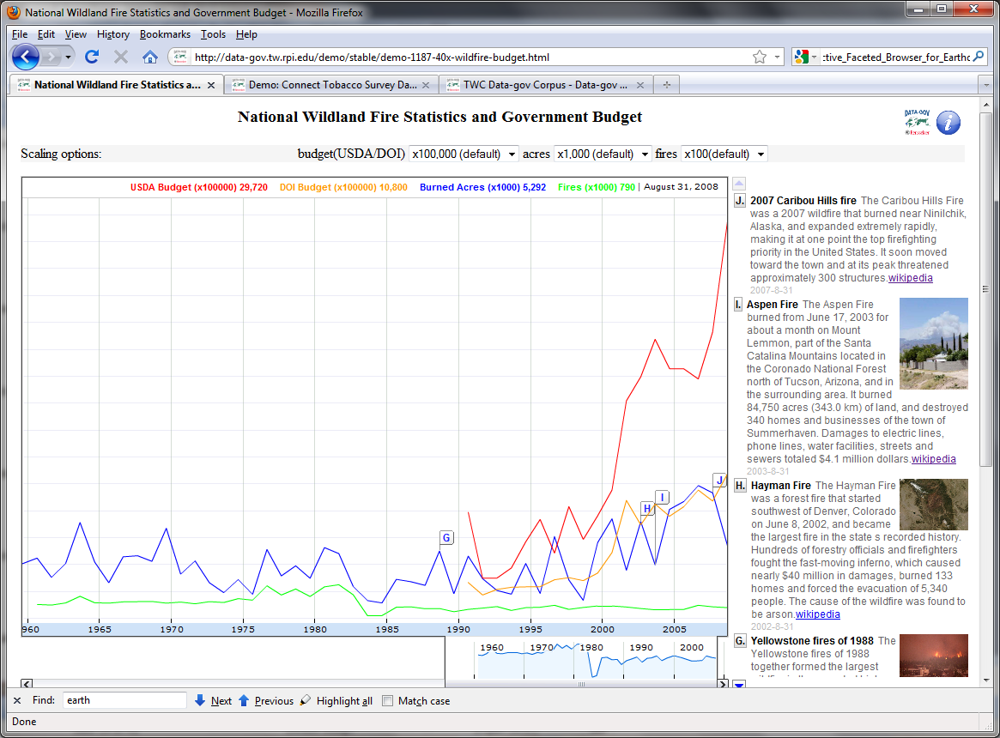 National Wildland Fire Statistics and Government Budget - Mozilla Firefox
File Edit View History Bookmarks Tools Help
http://data-gov.tw.rpi.edu/demo/stable/demo-1187-40x-wildfire-budget.html
:tive_Faceted_Browser_for_Earthc
National Wildland Fire Statistics a...
Demo: Connect Tobacco Survey Da...
TWC Data-gov Corpus - Data-gov ...
National Wildland Fire Statistics and Government Budget
DATA-GOV
Scaling options:
budget(USDA/DOI) x100,000 (default) acres x1,000 (default) fires x100(default)
USDA Budget (x100000) 29,720 DOI Budget (x100000) 10,800 Burned Acres (x1000) 5,292 Fires (x1000) 790 | August 31, 2008
G
H
I
J
960 1965 1970 1975 1980 1985 1990 1995 2000 2005
1960 1970 1980 1990 2000
J. 2007 Caribou Hills fire The Caribou Hills Fire
was a 2007 wildfire that burned near Ninilchik,
Alaska, and expanded extremely rapidly,
making it at one point the top firefighting
priority in the United States. It soon moved
toward the town and at its peak threatened
approximately 300 structures.wikipedia
2007-8-31
I. Aspen Fire The Aspen Fire
burned from June 17, 2003 for
about a month on Mount
Lemmon, part of the Santa
Catalina Mountains located in
the Coronado National Forest
north of Tucson, Arizona, and in
the surrounding area. It burned
84,750 acres (343.0 km) of land, and destroyed
340 homes and businesses of the town of
Summerhaven. Damages to electric lines,
phone lines, water facilities, streets and
sewers totaled $4.1 million dollars.wikipedia
2003-8-31
H. Hayman Fire The Hayman Fire
was a forest fire that started
southwest of Denver, Colorado
on June 8, 2002, and became
the largest fire in the state s recorded history.
Hundreds of forestry officials and firefighters
fought the fast-moving inferno, which caused
nearly $40 million in damages, burned 133
homes and forced the evacuation of 5,340
people. The cause of the wildfire was found to
be arson.wikipedia
2002-8-31
G. Yellowstone fires of 1988 The
Yellowstone fires of 1988
together formed the largest
Find: earth Next Previous Highlight all Match case
Done